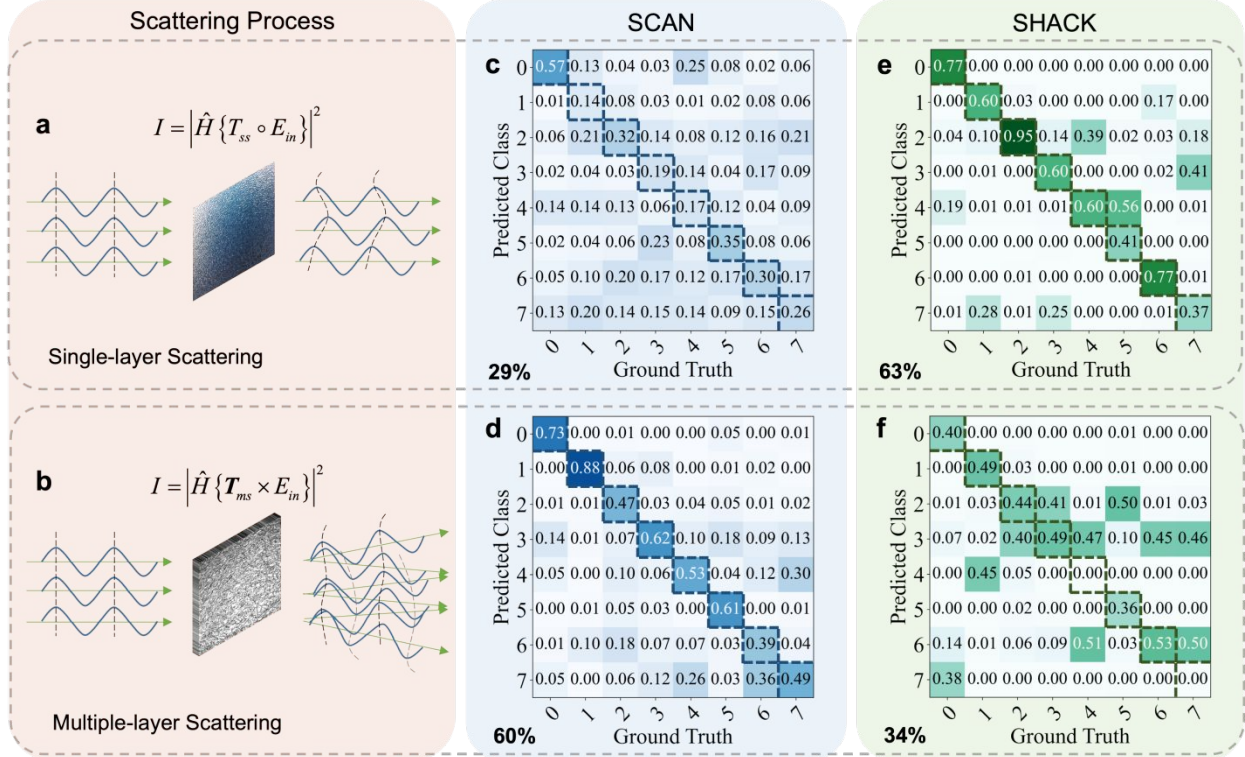 Scattering Process
SCAN
SHACK
a
I = |Ĥ{T_ss ∘ E_in}|²
Single-layer Scattering
c
Predicted Class
0 0.57 0.13 0.04 0.03 0.25 0.08 0.02 0.06
1 0.01 0.14 0.08 0.03 0.01 0.02 0.08 0.06
2 0.06 0.21 0.32 0.14 0.08 0.12 0.16 0.21
3 0.02 0.04 0.03 0.19 0.14 0.04 0.17 0.09
4 0.14 0.14 0.13 0.06 0.17 0.12 0.04 0.09
5 0.02 0.04 0.06 0.23 0.08 0.35 0.08 0.06
6 0.05 0.10 0.20 0.17 0.12 0.17 0.30 0.17
7 0.13 0.20 0.14 0.15 0.14 0.09 0.15 0.26
0 1 2 3 4 5 6 7
29%
Ground Truth
e
Predicted Class
0 0.77 0.00 0.00 0.00 0.00 0.00 0.00 0.00
1 0.00 0.60 0.03 0.00 0.00 0.00 0.17 0.00
2 0.04 0.10 0.95 0.14 0.39 0.02 0.03 0.18
3 0.00 0.01 0.00 0.60 0.00 0.00 0.02 0.41
4 0.19 0.01 0.01 0.01 0.60 0.56 0.00 0.01
5 0.00 0.00 0.00 0.00 0.00 0.41 0.00 0.00
6 0.00 0.00 0.01 0.00 0.00 0.00 0.77 0.01
7 0.01 0.28 0.01 0.25 0.00 0.00 0.01 0.37
0 1 2 3 4 5 6 7
63%
Ground Truth
b
I = |Ĥ{T_ms × E_in}|²
Multiple-layer Scattering
d
Predicted Class
0 0.73 0.00 0.01 0.00 0.00 0.05 0.00 0.01
1 0.00 0.88 0.06 0.08 0.00 0.01 0.02 0.00
2 0.01 0.01 0.47 0.03 0.04 0.05 0.01 0.02
3 0.14 0.01 0.07 0.62 0.10 0.18 0.09 0.13
4 0.05 0.00 0.10 0.06 0.53 0.04 0.12 0.30
5 0.00 0.01 0.05 0.03 0.00 0.61 0.00 0.01
6 0.01 0.10 0.18 0.07 0.07 0.03 0.39 0.04
7 0.05 0.00 0.06 0.12 0.26 0.03 0.36 0.49
0 1 2 3 4 5 6 7
60%
Ground Truth
f
Predicted Class
0 0.40 0.00 0.00 0.00 0.00 0.01 0.00 0.00
1 0.00 0.49 0.03 0.00 0.00 0.01 0.00 0.00
2 0.01 0.03 0.44 0.41 0.01 0.50 0.01 0.03
3 0.07 0.02 0.40 0.49 0.47 0.10 0.45 0.46
4 0.00 0.45 0.05 0.00 0.00 0.00 0.00 0.00
5 0.00 0.00 0.02 0.00 0.00 0.36 0.00 0.00
6 0.14 0.01 0.06 0.09 0.51 0.03 0.53 0.50
7 0.38 0.00 0.00 0.00 0.00 0.00 0.00 0.00
0 1 2 3 4 5 6 7
34%
Ground Truth